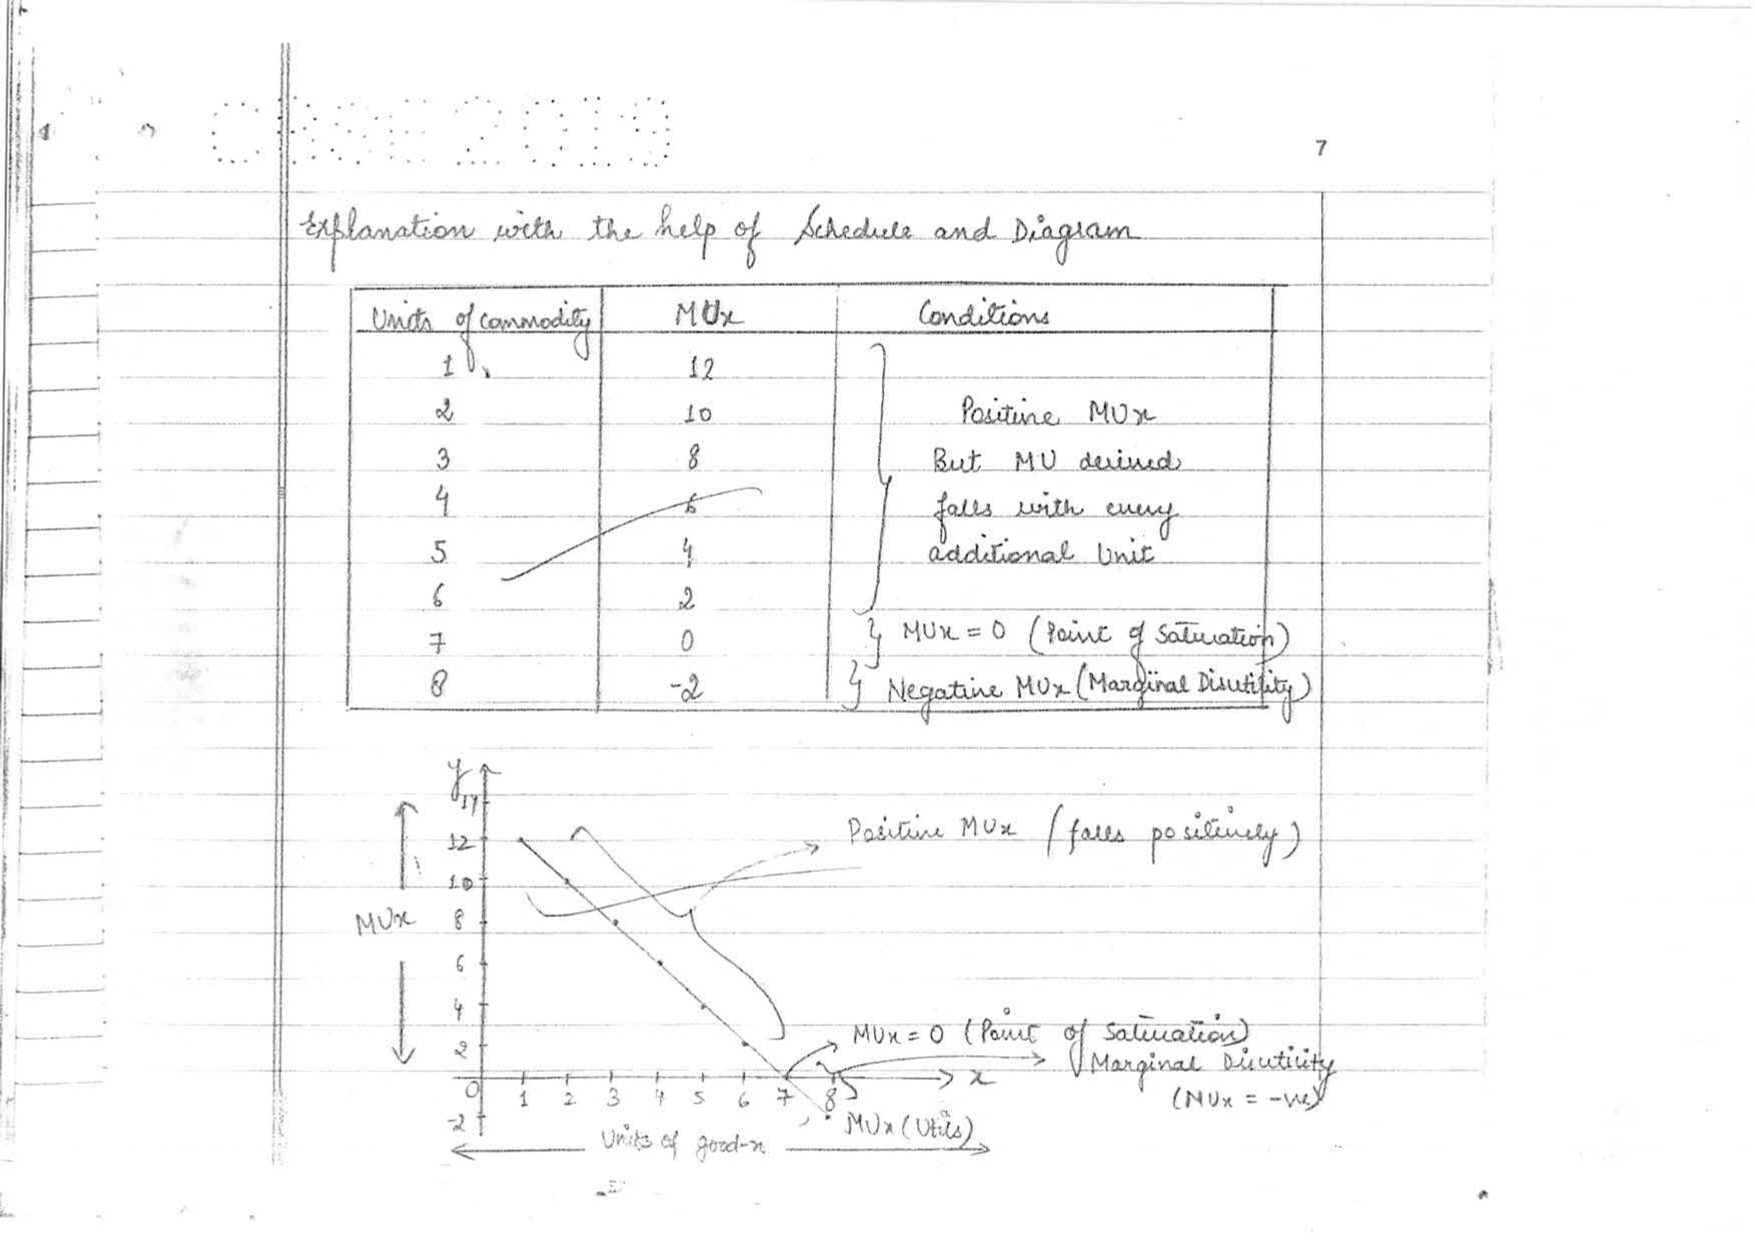 CBSE 2019
7
Explanation with the help of Schedule and Diagram
Units of commodity MUx Conditions
1 12
2 10 Positive MUx
3 8 But MU derived
4 6 falls with every
5 4 additional Unit
6 2
7 0 MUx = 0 (Point of Saturation)
8 -2 Negative MUx (Marginal Disutility)
y
14
12 Positive MUx (falls positively)
10
MUx 8
6
4
MUx = 0 (Point of Saturation)
2 Marginal Disutility
0 1 2 3 4 5 6 7 8 x
(MUx = -ve)
-2 MUx (Utils)
Units of good-x